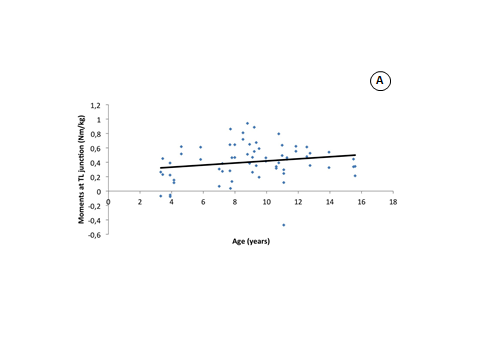 A
1,2
1
0,8
0,6
0,4
0,2
0
-0,2
-0,4
-0,6
Moments at TL junction (Nm/kg)
0 2 4 6 8 10 12 14 16 18
Age (years)